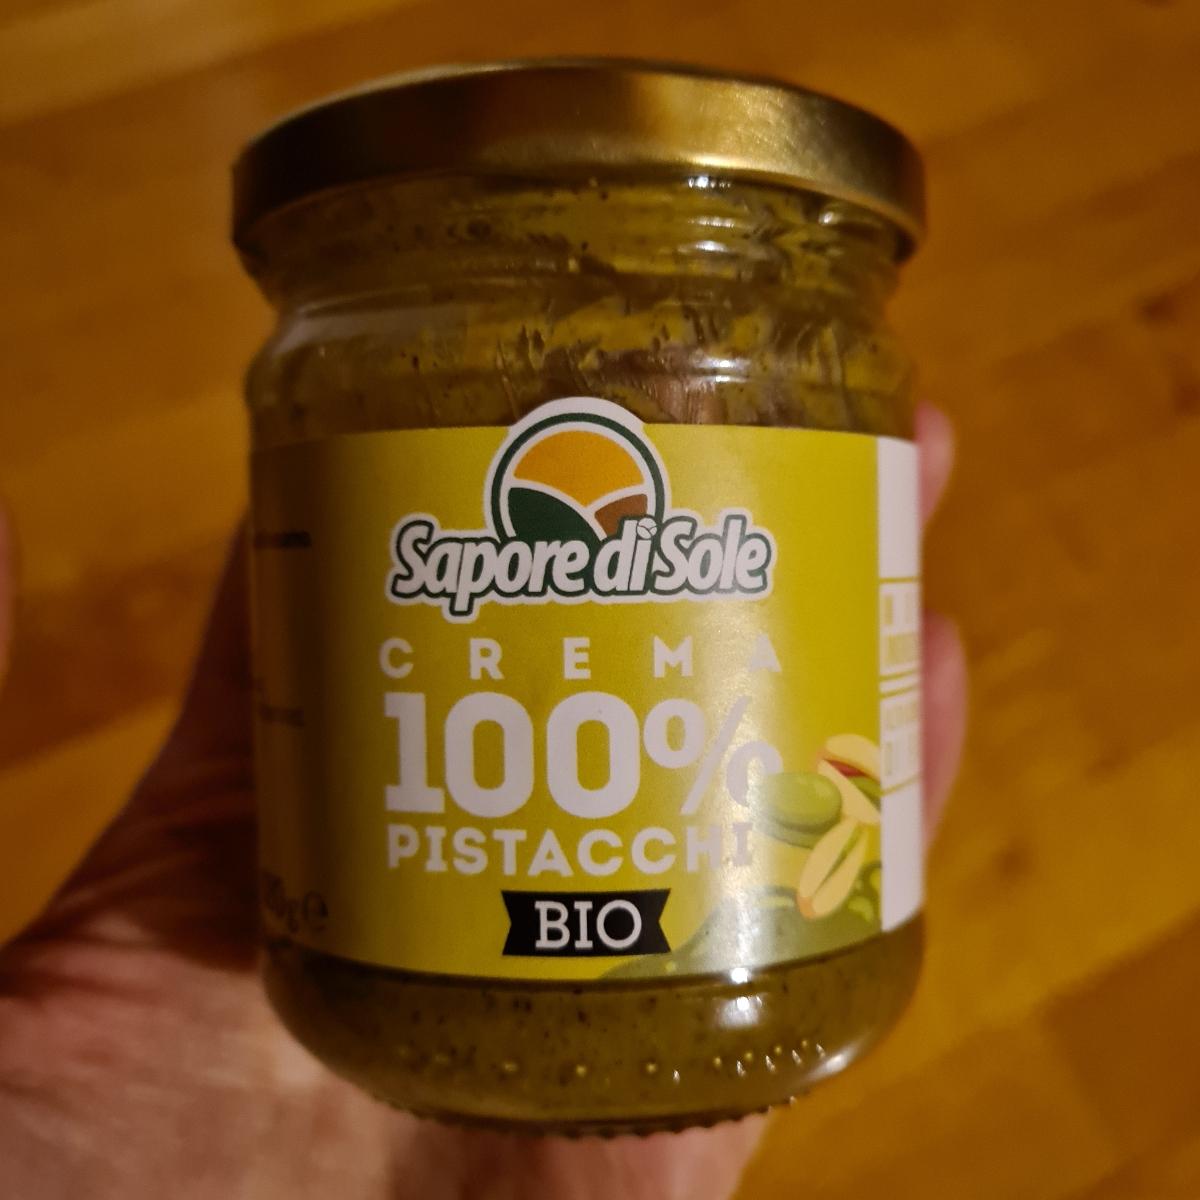 Sapore di Sole
CREMA
100%
PISTACCHI
BIO